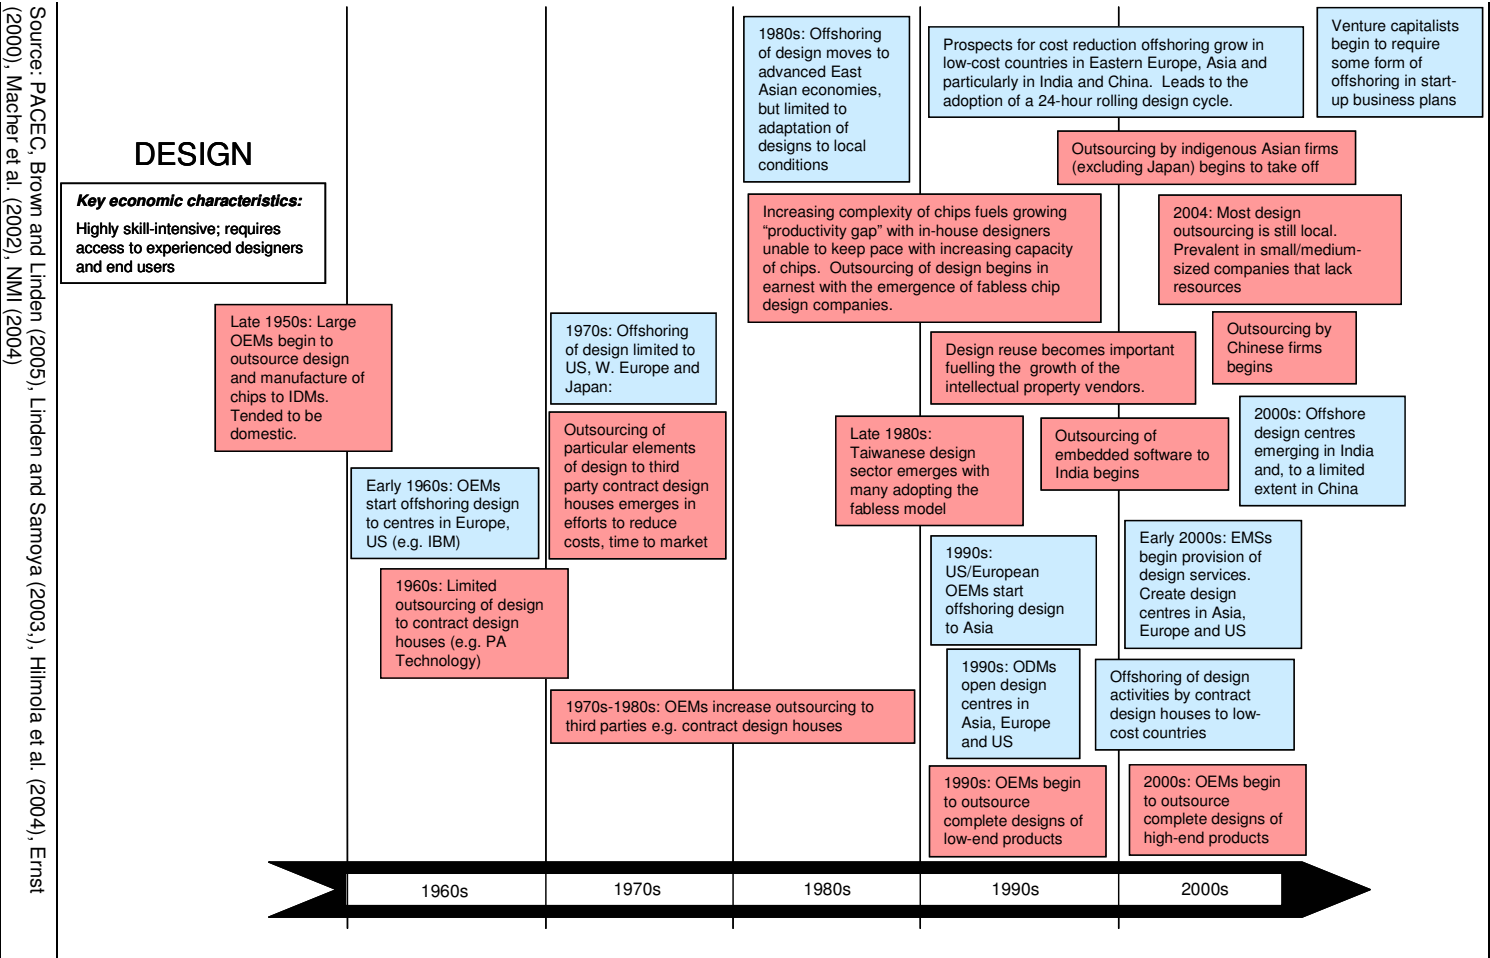 Source: PACEC, Brown and Linden (2005), Linden and Samoya (2003,), Hilmola et al. (2004), Ernst
(2000), Macher et al. (2002), NMI (2004)
DESIGN
Key economic characteristics:
Highly skill-intensive; requires
access to experienced designers
and end users
Late 1950s: Large
OEMs begin to
outsource design
and manufacture of
chips to IDMs.
Tended to be
domestic.
Early 1960s: OEMs
start offshoring design
to centres in Europe,
US (e.g. IBM)
1960s: Limited
outsourcing of design
to contract design
houses (e.g. PA
Technology)
1970s: Offshoring
of design limited to
US, W. Europe and
Japan:
Outsourcing of
particular elements
of design to third
party contract design
houses emerges in
efforts to reduce
costs, time to market
1970s-1980s: OEMs increase outsourcing to
third parties e.g. contract design houses
1980s: Offshoring
of design moves to
advanced East
Asian economies,
but limited to
adaptation of
designs to local
conditions
Increasing complexity of chips fuels growing
“productivity gap” with in-house designers
unable to keep pace with increasing capacity
of chips.  Outsourcing of design begins in
earnest with the emergence of fabless chip
design companies.
Late 1980s:
Taiwanese design
sector emerges with
many adopting the
fabless model
Prospects for cost reduction offshoring grow in
low-cost countries in Eastern Europe, Asia and
particularly in India and China.  Leads to the
adoption of a 24-hour rolling design cycle.
Outsourcing by indigenous Asian firms
(excluding Japan) begins to take off
Design reuse becomes important
fuelling the  growth of the
intellectual property vendors.
Outsourcing of
embedded software to
India begins
1990s:
US/European
OEMs start
offshoring design
to Asia
1990s: ODMs
open design
centres in
Asia, Europe
and US
1990s: OEMs begin
to outsource
complete designs of
low-end products
Venture capitalists
begin to require
some form of
offshoring in start-
up business plans
2004: Most design
outsourcing is still local.
Prevalent in small/medium-
sized companies that lack
resources
Outsourcing by
Chinese firms
begins
2000s: Offshore
design centres
emerging in India
and, to a limited
extent in China
Early 2000s: EMSs
begin provision of
design services.
Create design
centres in Asia,
Europe and US
Offshoring of design
activities by contract
design houses to low-
cost countries
2000s: OEMs begin
to outsource
complete designs of
high-end products
1960s
1970s
1980s
1990s
2000s